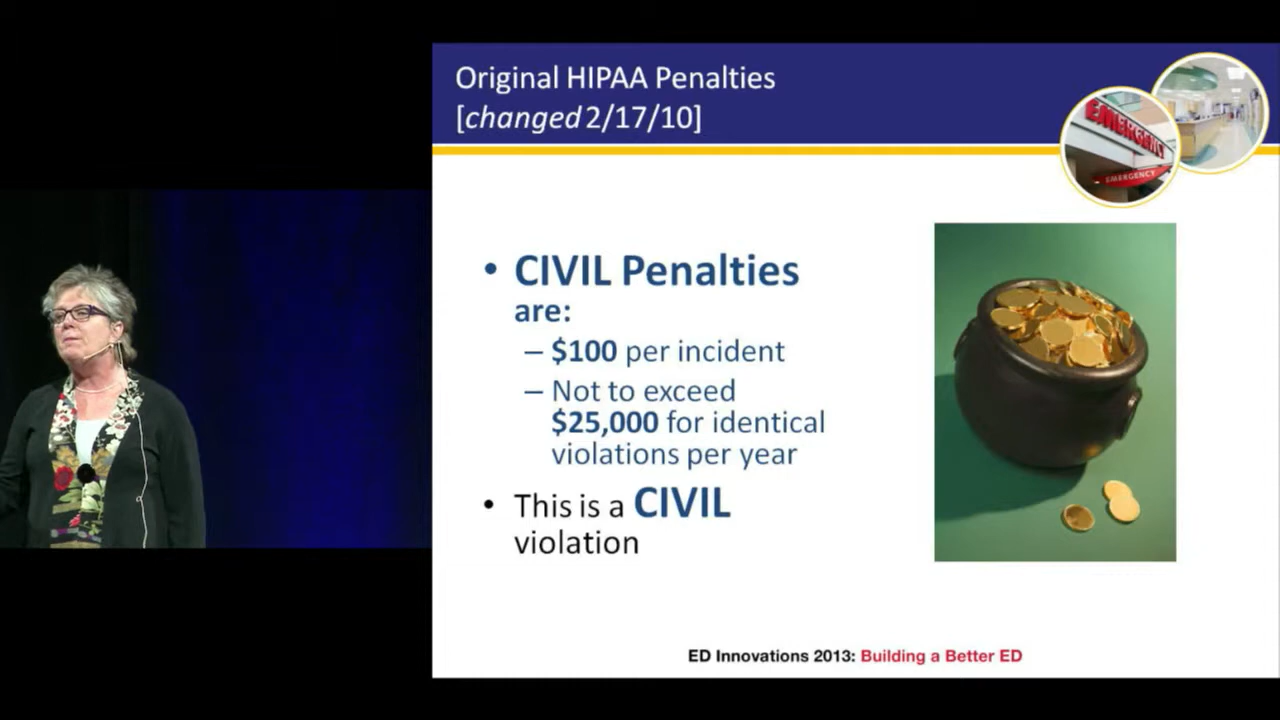 Original HIPAA Penalties
[changed 2/17/10]
EMERGENCY
EMERGENCY
• CIVIL Penalties
are:
– $100 per incident
– Not to exceed
$25,000 for identical
violations per year
• This is a CIVIL
violation
ED Innovations 2013: Building a Better ED